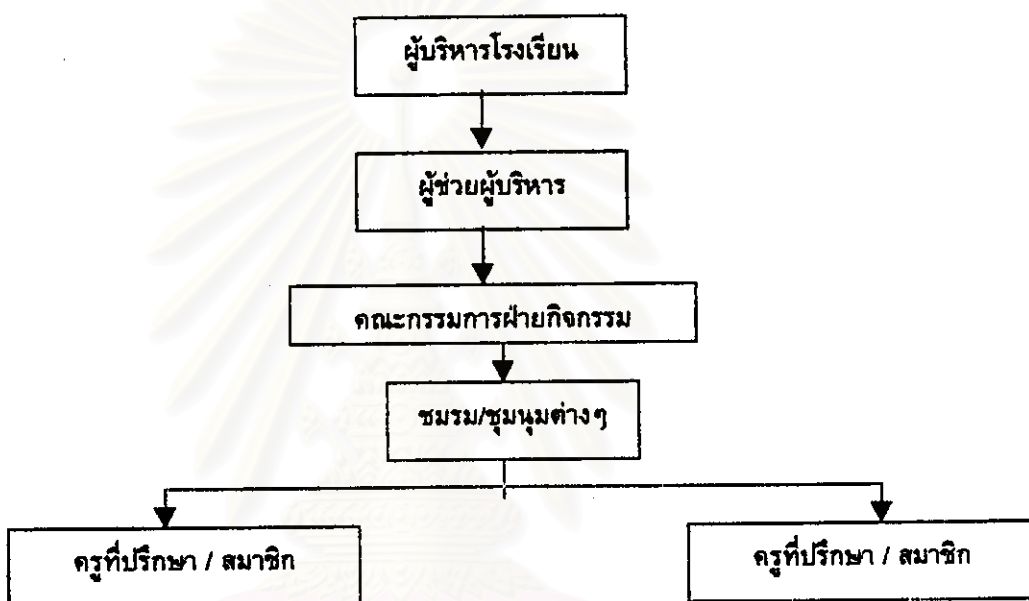 ผู้บริหารโรงเรียน
ผู้ช่วยผู้บริหาร
คณะกรรมการฝ่ายกิจกรรม
ชมรม/ชุมนุมต่างๆ
ครูที่ปรึกษา / สมาชิก
ครูที่ปรึกษา / สมาชิก